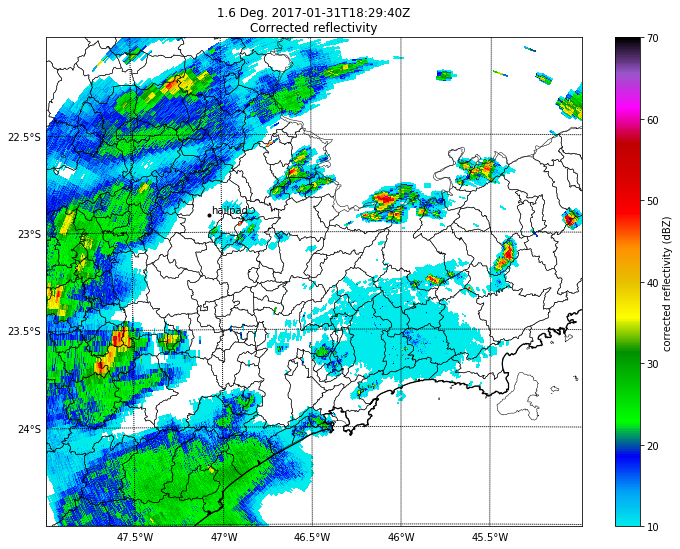 1.6 Deg. 2017-01-31T18:29:40Z
Corrected reflectivity
70
60
50
40
30
20
10
corrected reflectivity (dBZ)
22.5°S
23°S
23.5°S
24°S
hailpad
47.5°W 47°W 46.5°W 46°W 45.5°W